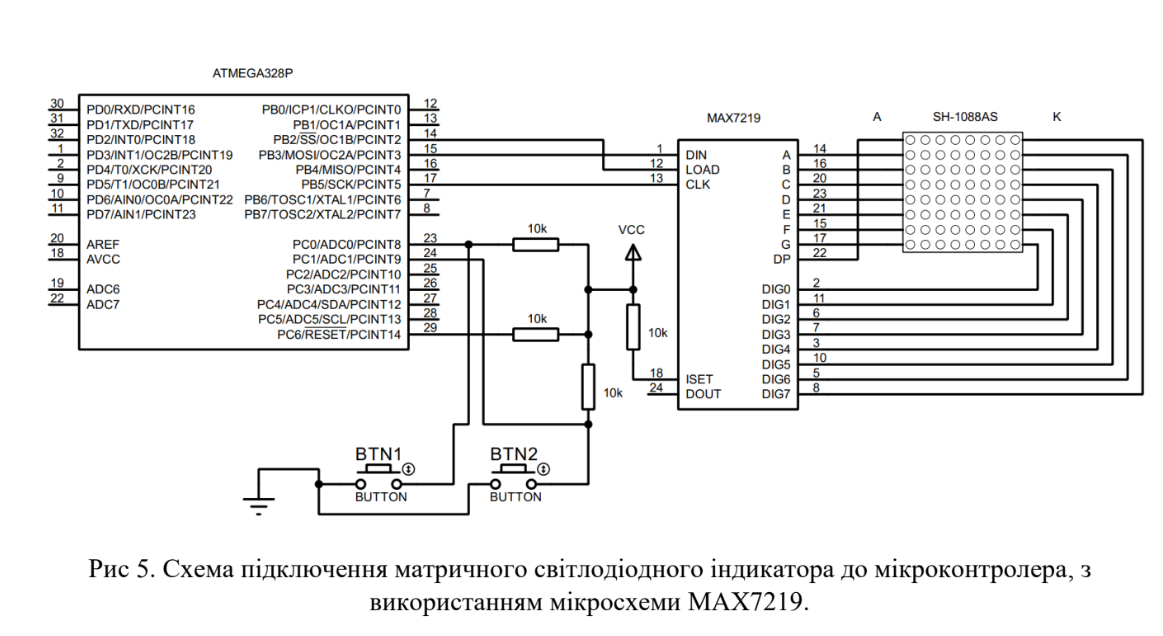 ATMEGA328P
30 PD0/RXD/PCINT16
31 PD1/TXD/PCINT17
32 PD2/INT0/PCINT18
1 PD3/INT1/OC2B/PCINT19
2 PD4/T0/XCK/PCINT20
9 PD5/T1/OC0B/PCINT21
10 PD6/AIN0/OC0A/PCINT22
11 PD7/AIN1/PCINT23
20 AREF
18 AVCC
19 ADC6
22 ADC7
PB0/ICP1/CLKO/PCINT0 12
PB1/OC1A/PCINT1 13
PB2/SS/OC1B/PCINT2 14
PB3/MOSI/OC2A/PCINT3 15
PB4/MISO/PCINT4 16
PB5/SCK/PCINT5 17
PB6/TOSC1/XTAL1/PCINT6 7
PB7/TOSC2/XTAL2/PCINT7 8
PC0/ADC0/PCINT8 23
PC1/ADC1/PCINT9 24
PC2/ADC2/PCINT10 25
PC3/ADC3/PCINT11 26
PC4/ADC4/SDA/PCINT12 27
PC5/ADC5/SCL/PCINT13 28
PC6/RESET/PCINT14 29
10k
VCC
10k
10k
10k
BTN1
BUTTON
BTN2
BUTTON
MAX7219
1 DIN
12 LOAD
13 CLK
18 ISET
24 DOUT
A 14
B 16
C 20
D 23
E 21
F 15
G 17
DP 22
DIG0 2
DIG1 11
DIG2 6
DIG3 7
DIG4 3
DIG5 10
DIG6 5
DIG7 8
A SH-1088AS K
Рис 5. Схема підключення матричного світлодіодного індикатора до мікроконтролера, з
використанням мікросхеми MAX7219.